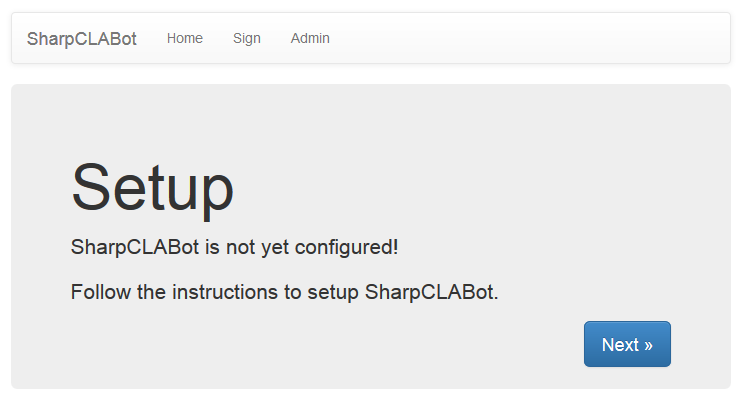 SharpCLABot Home Sign Admin
Setup
SharpCLABot is not yet configured!
Follow the instructions to setup SharpCLABot.
Next »